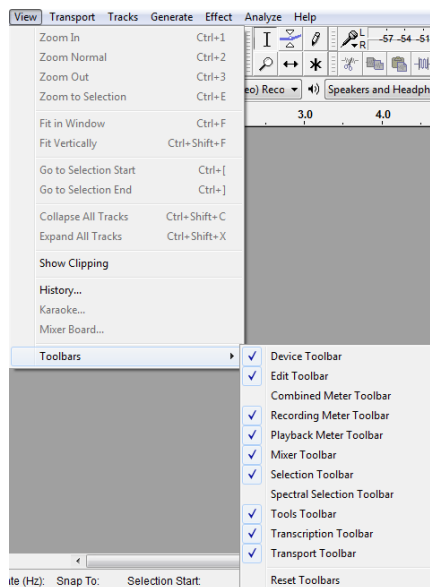 View Transport Tracks Generate Effect Analyze Help
Zoom In Ctrl+1
Zoom Normal Ctrl+2
Zoom Out Ctrl+3
Zoom to Selection Ctrl+E
Fit in Window Ctrl+F
Fit Vertically Ctrl+Shift+F
Go to Selection Start Ctrl+[
Go to Selection End Ctrl+]
Collapse All Tracks Ctrl+Shift+C
Expand All Tracks Ctrl+Shift+X
Show Clipping
History...
Karaoke...
Mixer Board...
Toolbars
L
R
-57 -54 -51
eo) Reco
Speakers and Headph
3.0 4.0
Device Toolbar
Edit Toolbar
Combined Meter Toolbar
Recording Meter Toolbar
Playback Meter Toolbar
Mixer Toolbar
Selection Toolbar
Spectral Selection Toolbar
Tools Toolbar
Transcription Toolbar
Transport Toolbar
Reset Toolbars
te (Hz): Snap To: Selection Start: